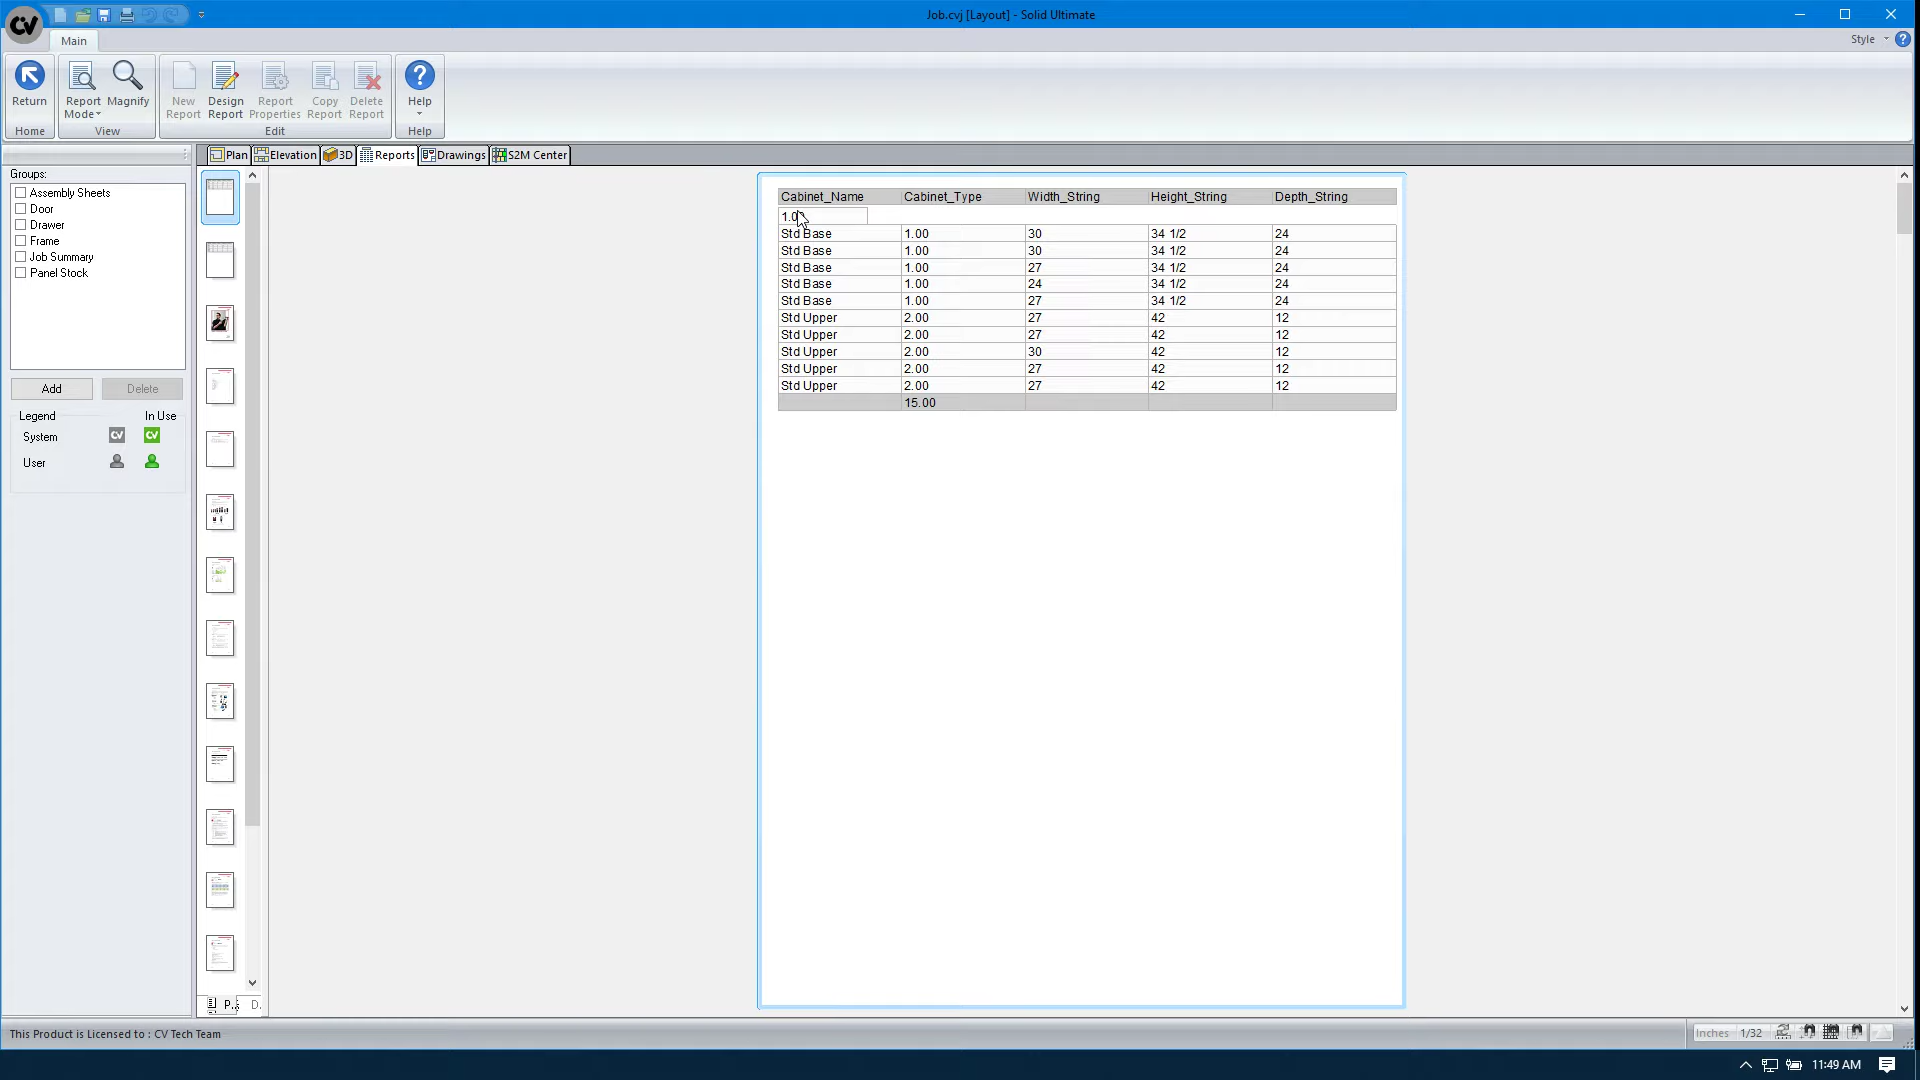 CV
Job.cvj [Layout] - Solid Ultimate
Main
Style
Return
Report Mode
Magnify
New Report
Design Report
Report Properties
Copy Report
Delete Report
Help
Home
View
Edit
Help
Plan
Elevation
3D
Reports
Drawings
S2M Center
Groups:
Assembly Sheets
Door
Drawer
Frame
Job Summary
Panel Stock
Add
Delete
Legend
In Use
System
CV
CV
User
P.
D.
Cabinet_Name Cabinet_Type Width_String Height_String Depth_String
Std Base 1.00 30 34 1/2 24
Std Base 1.00 30 34 1/2 24
Std Base 1.00 27 34 1/2 24
Std Base 1.00 24 34 1/2 24
Std Base 1.00 27 34 1/2 24
Std Upper 2.00 27 42 12
Std Upper 2.00 27 42 12
Std Upper 2.00 30 42 12
Std Upper 2.00 27 42 12
Std Upper 2.00 27 42 12
15.00
This Product is Licensed to : CV Tech Team
Inches 1/32
11:49 AM